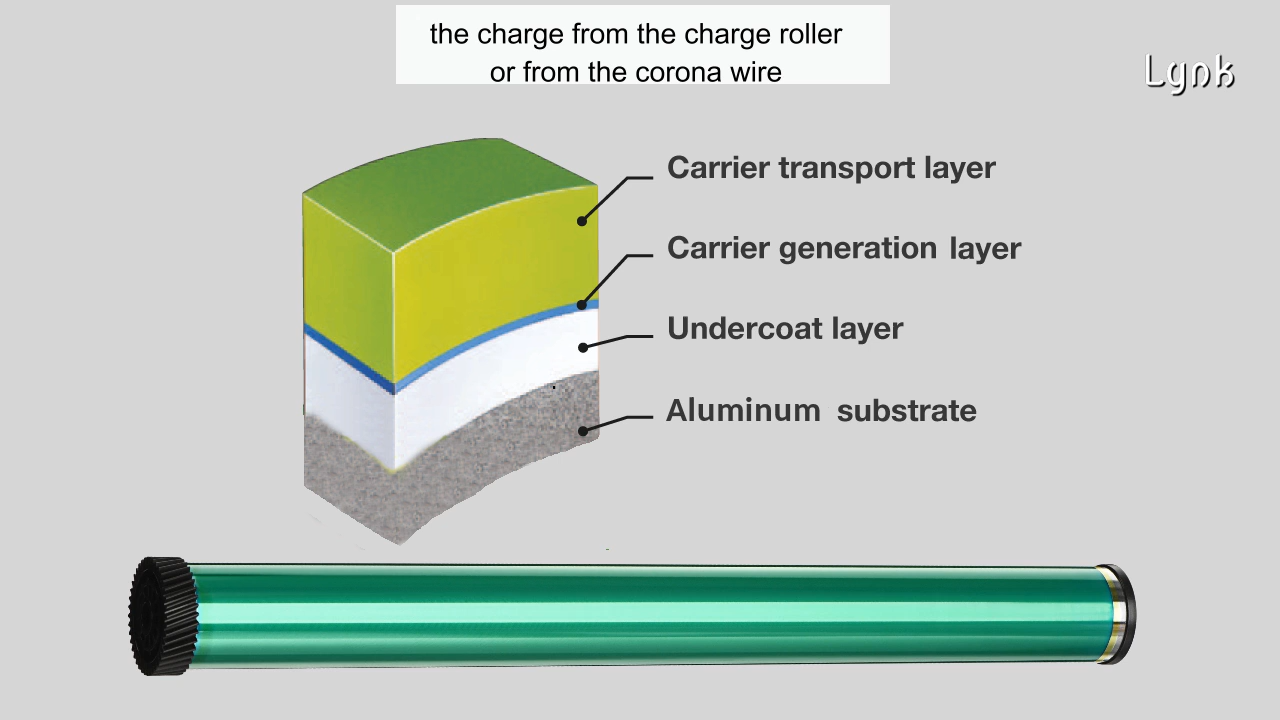 the charge from the charge roller
or from the corona wire
Lynk
Carrier transport layer
Carrier generation layer
Undercoat layer
Aluminum substrate